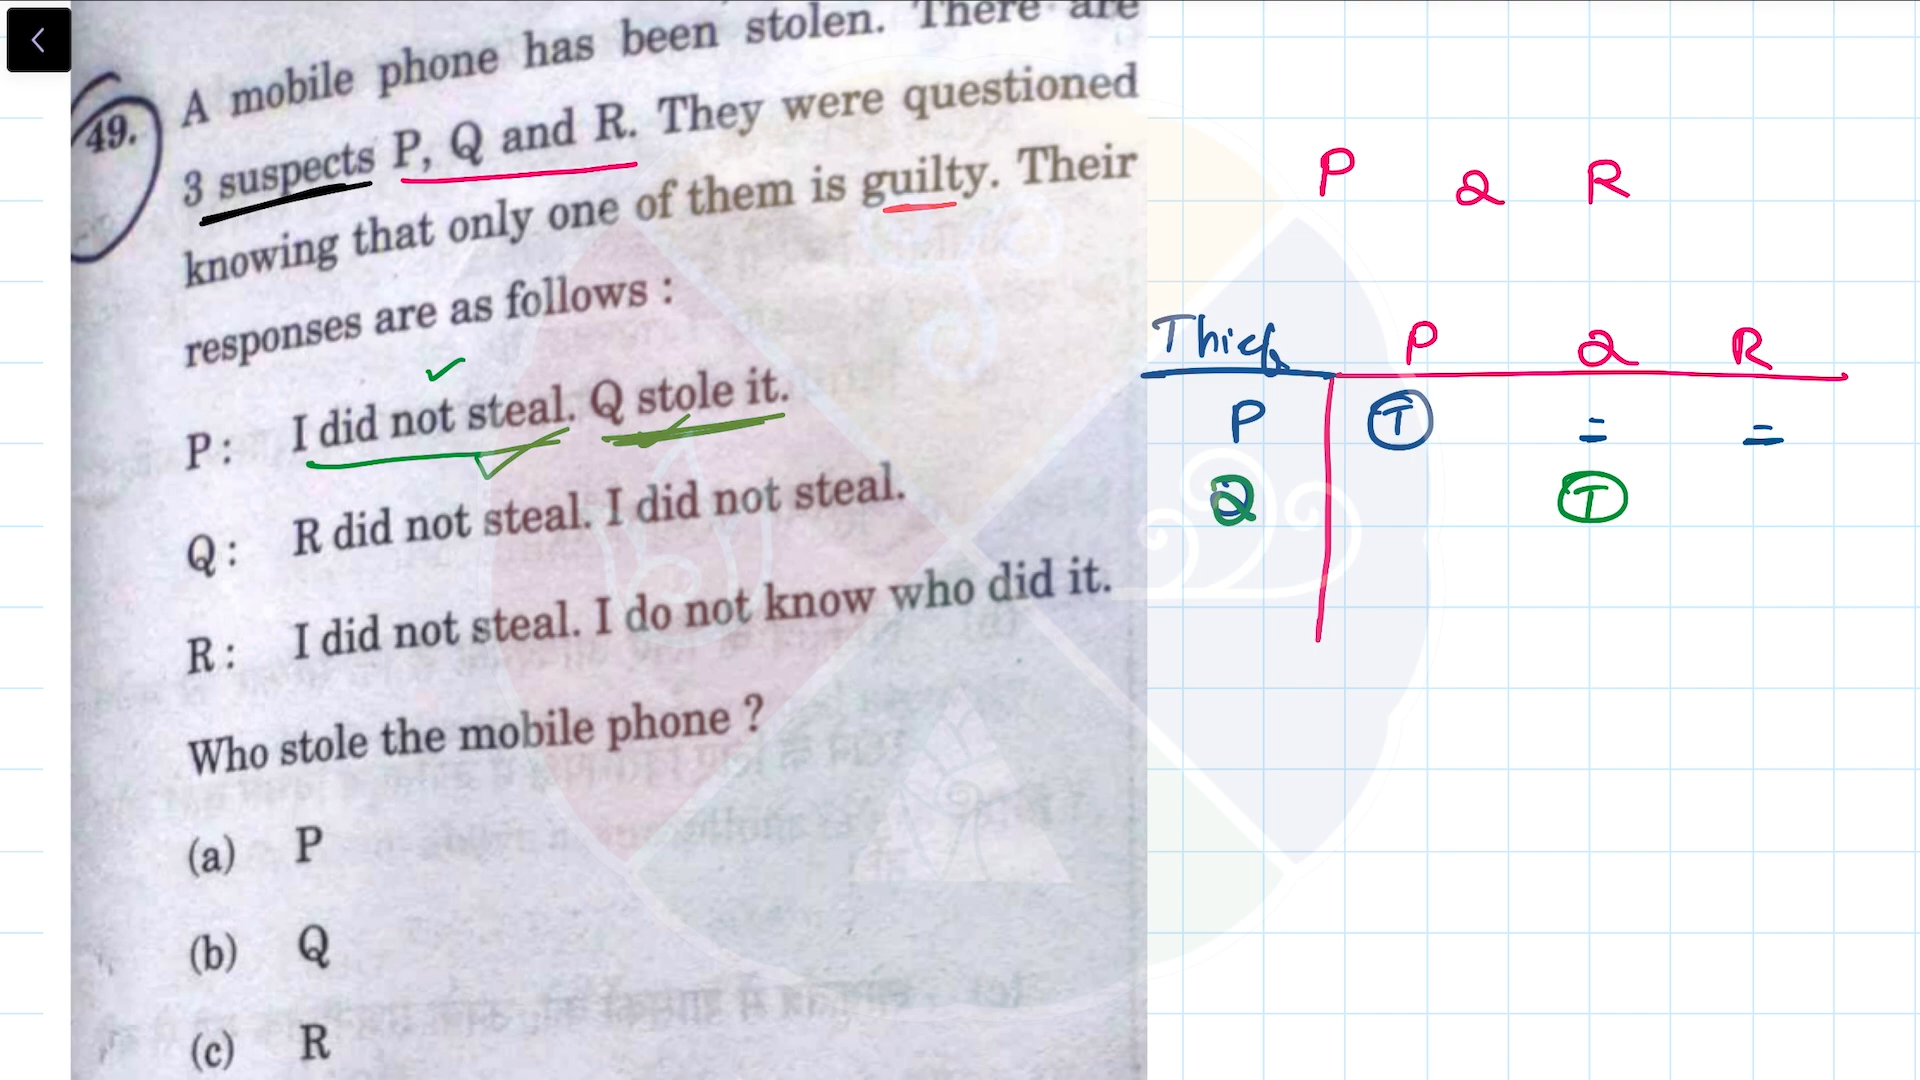 A mobile phone has been stolen. There are
49. 3 suspects P, Q and R. They were questioned
knowing that only one of them is guilty. Their
responses are as follows :
P : I did not steal. Q stole it.
Q : R did not steal. I did not steal.
R : I did not steal. I do not know who did it.
Who stole the mobile phone ?
(a) P
(b) Q
(c) R
P Q R
Thief P Q R
P T = =
Q T